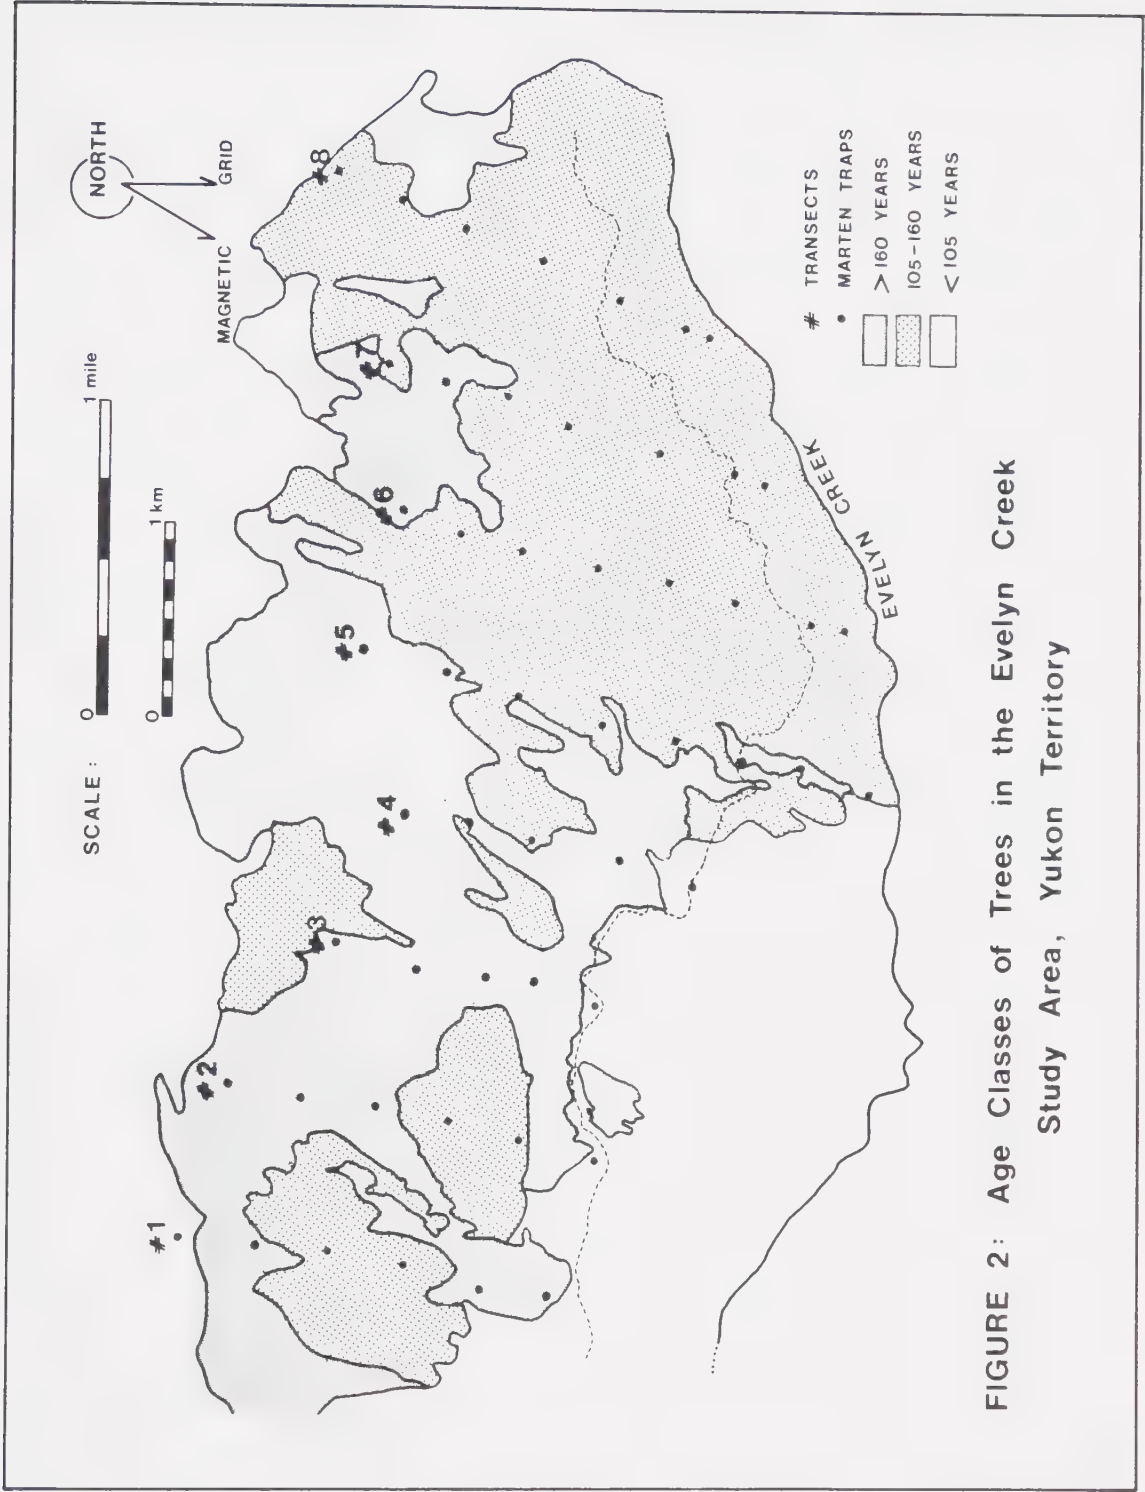 SCALE :
0
1 mile
0
1 km
NORTH
MAGNETIC
GRID
#1
#2
#3
#4
#5
#6
#7
#8
EVELYN CREEK
# TRANSECTS
• MARTEN TRAPS
> 160 YEARS
105-160 YEARS
< 105 YEARS
FIGURE 2: Age Classes of Trees in the Evelyn Creek
Study Area, Yukon Territory